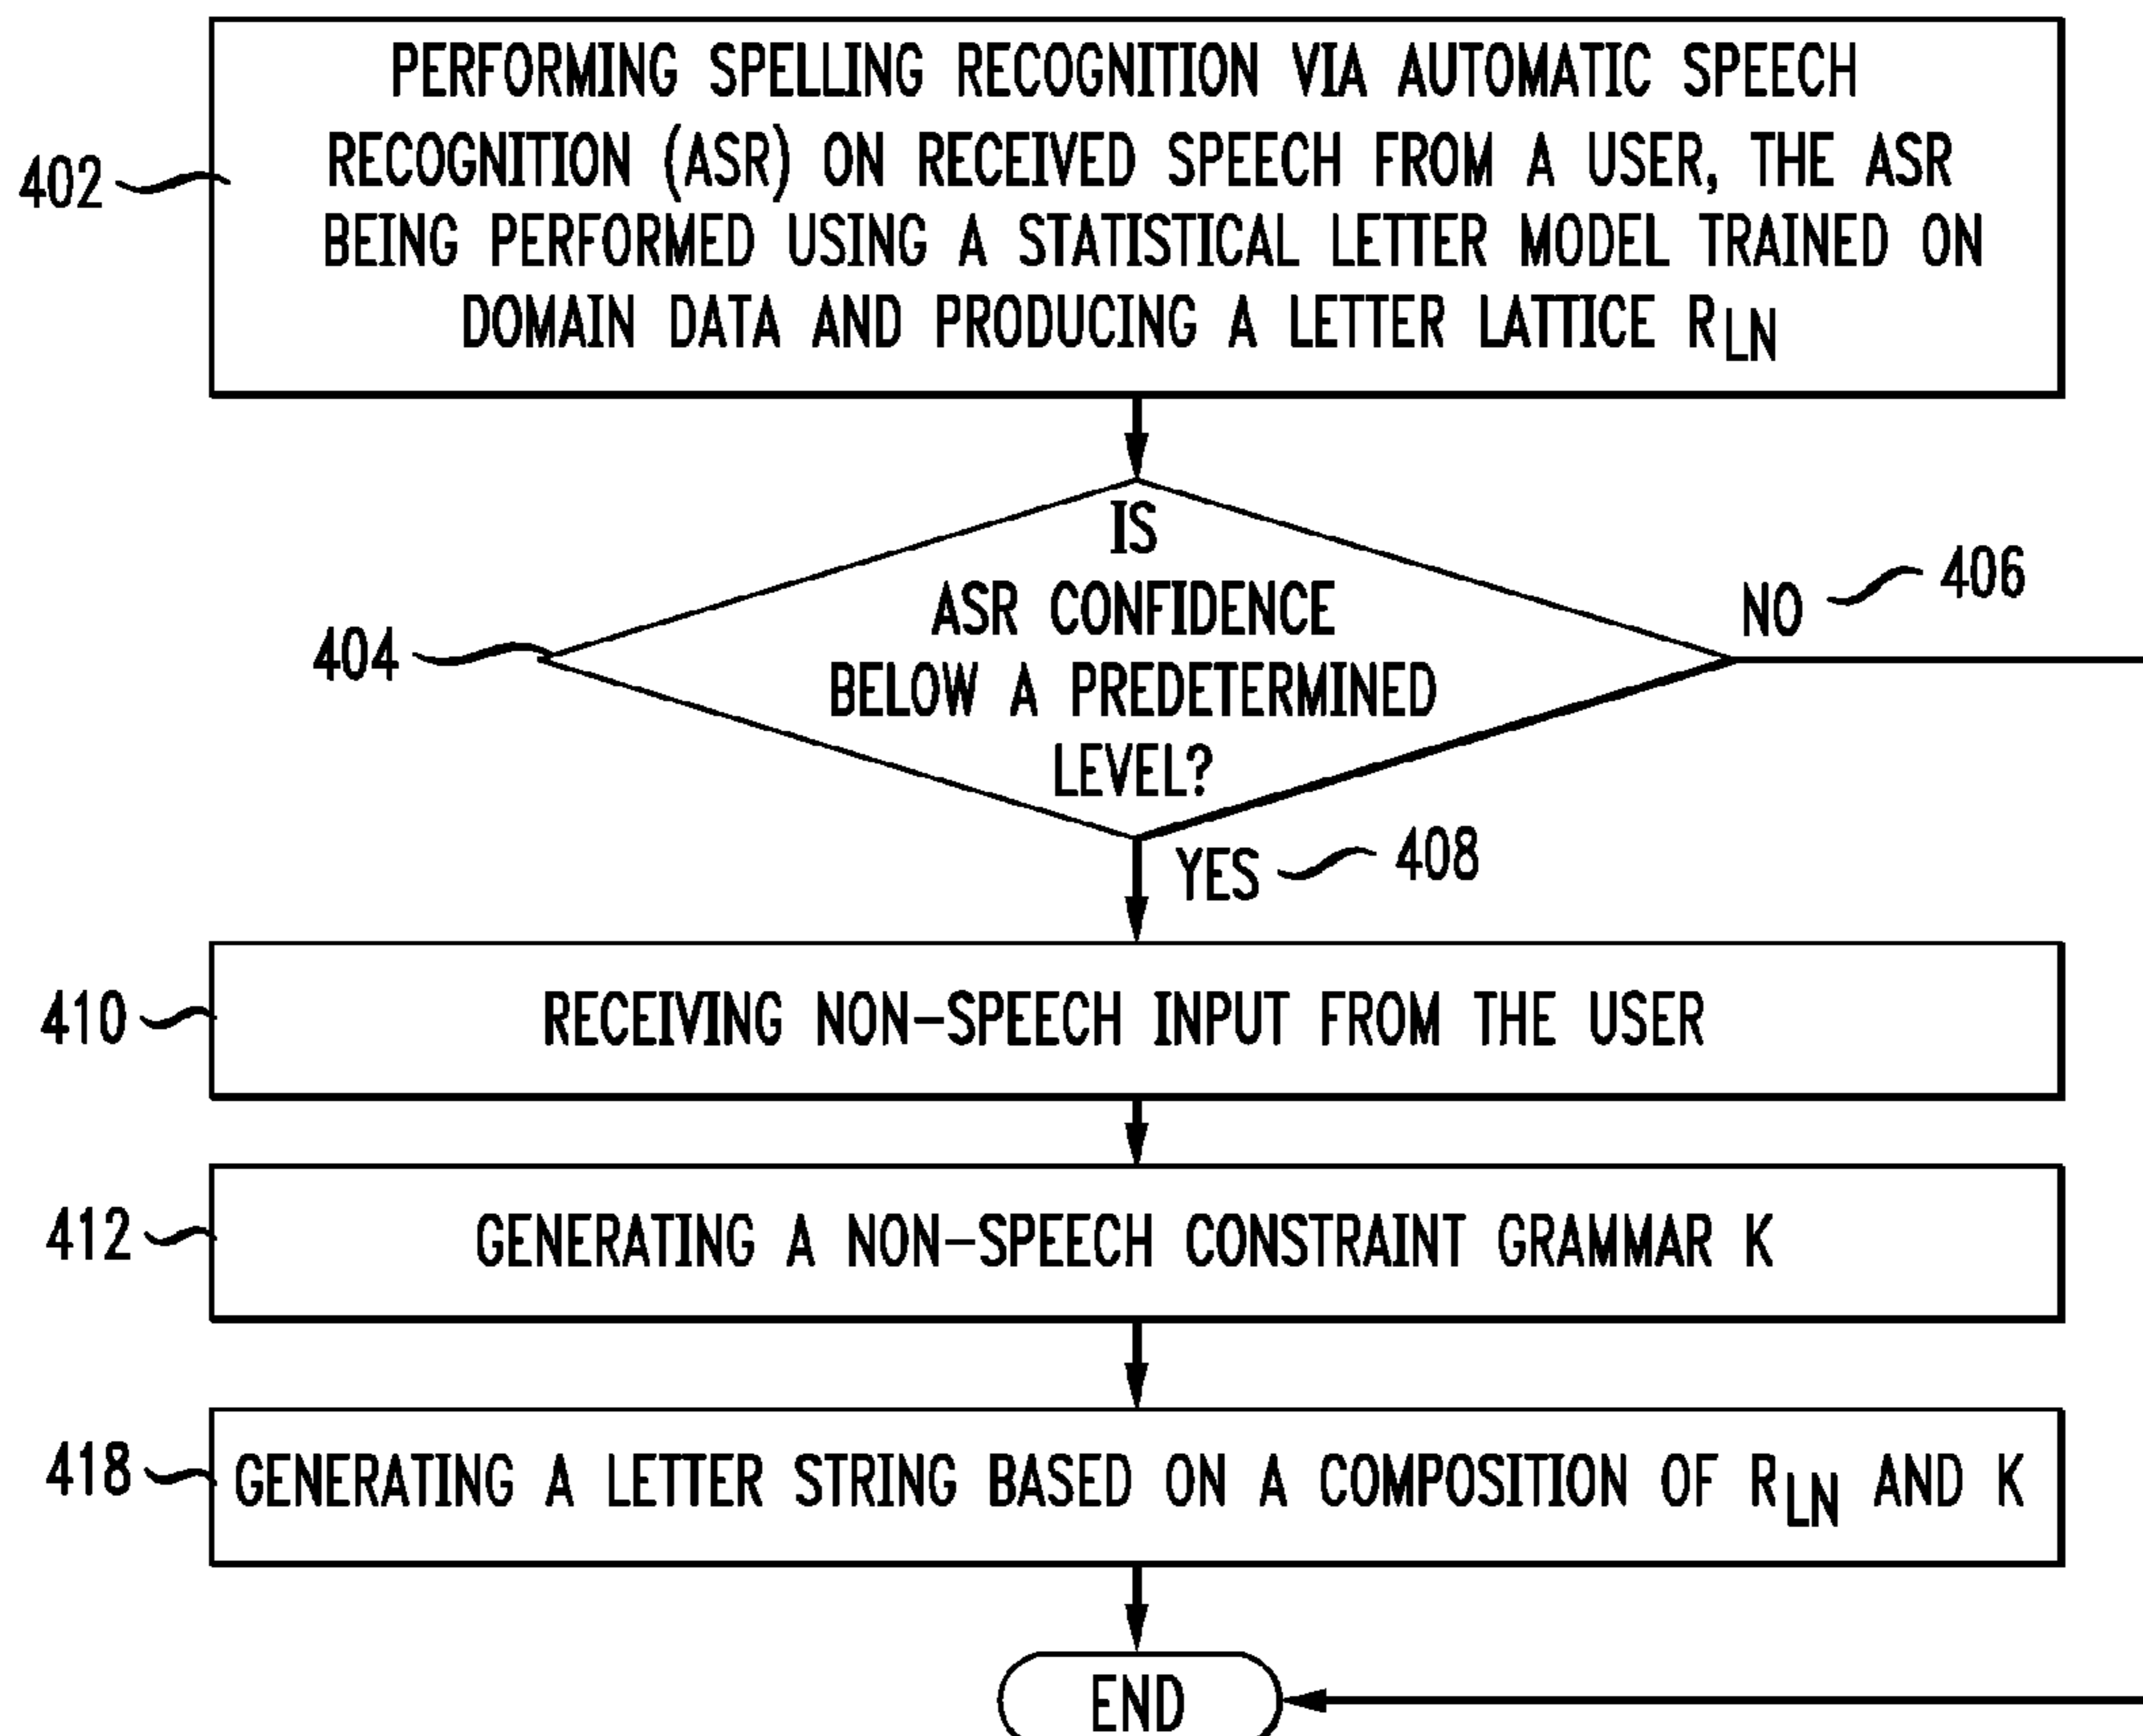 PERFORMING SPELLING RECOGNITION VIA AUTOMATIC SPEECH
402
RECOGNITION (ASR) ON RECEIVED SPEECH FROM A USER, THE ASR
BEING PERFORMED USING A STATISTICAL LETTER MODEL TRAINED ON
DOMAIN DATA AND PRODUCING A LETTER LATTICE RLN
IS
ASR CONFIDENCE
BELOW A PREDETERMINED
LEVEL?
404
NO 406
YES 408
410
RECEIVING NON-SPEECH INPUT FROM THE USER
412
GENERATING A NON-SPEECH CONSTRAINT GRAMMAR K
418
GENERATING A LETTER STRING BASED ON A COMPOSITION OF RLN AND K
END